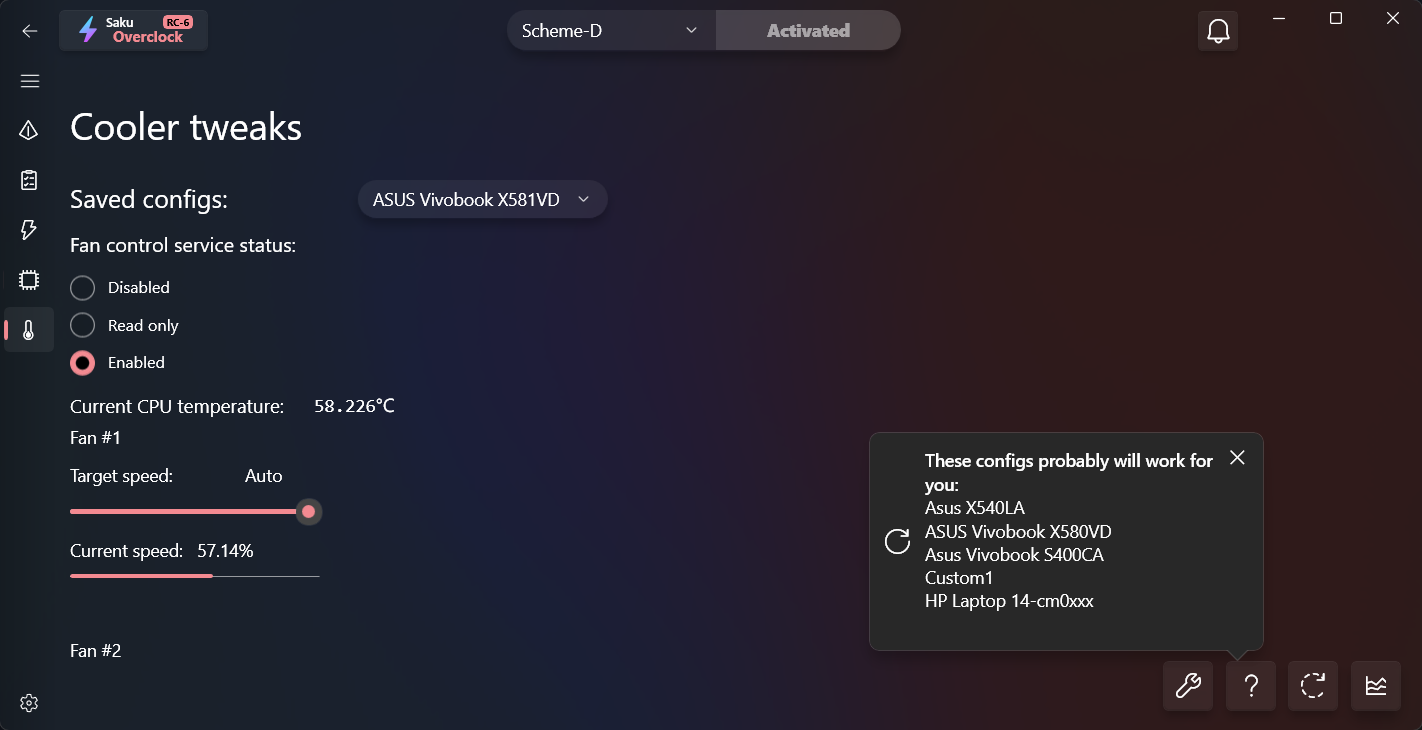 Saku RC-6
Overclock
Scheme-D
Activated
Cooler tweaks
Saved configs:
ASUS Vivobook X581VD
Fan control service status:
Disabled
Read only
Enabled
Current CPU temperature: 58.226°C
Fan #1
Target speed: Auto
Current speed: 57.14%
Fan #2
These configs probably will work for
you:
Asus X540LA
ASUS Vivobook X580VD
Asus Vivobook S400CA
Custom1
HP Laptop 14-cm0xxx
?